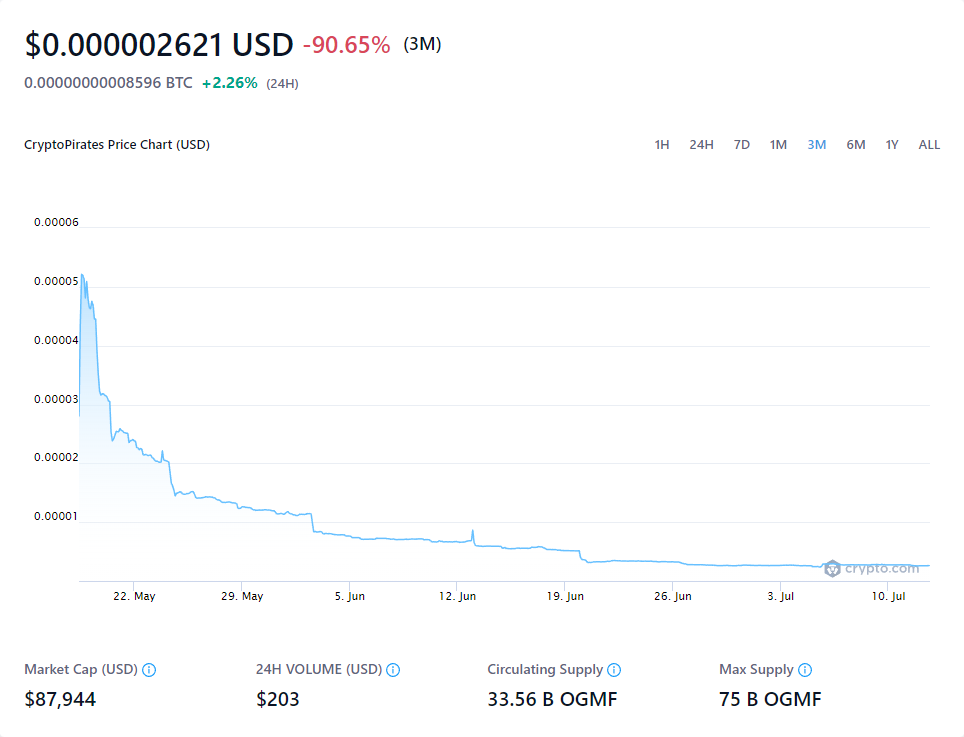 $0.000002621 USD -90.65% (3M)
0.00000000008596 BTC +2.26% (24H)
CryptoPirates Price Chart (USD) 1H 24H 7D 1M 3M 6M 1Y ALL
0.00006
0.00005
0.00004
0.00003
0.00002
0.00001
crypto.com
22. May 29. May 5. Jun 12. Jun 19. Jun 26. Jun 3. Jul 10. Jul
Market Cap (USD) 24H VOLUME (USD) Circulating Supply Max Supply
$87,944 $203 33.56 B OGMF 75 B OGMF